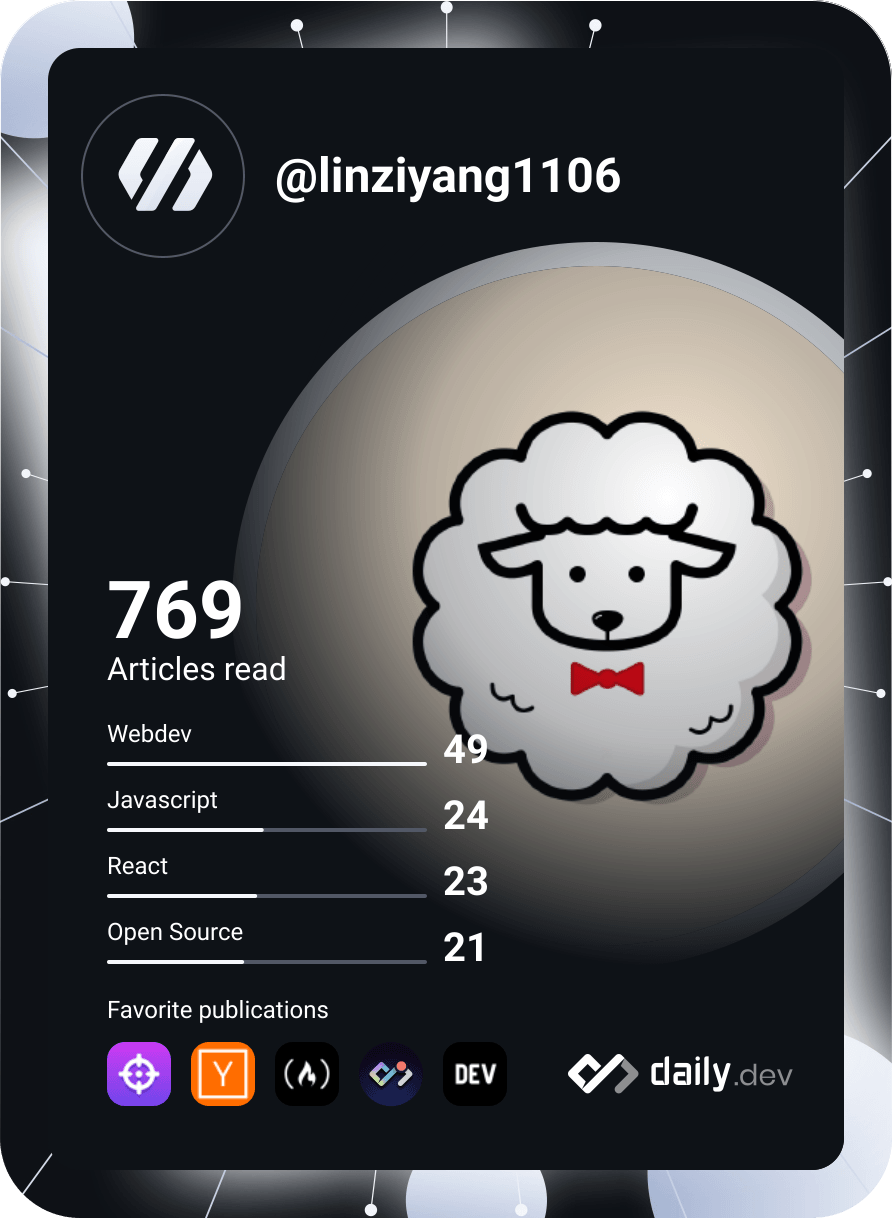 @linziyang1106
769
Articles read
Webdev
49
Javascript
24
React
23
Open Source
21
Favorite publications
Y
DEV
daily.dev